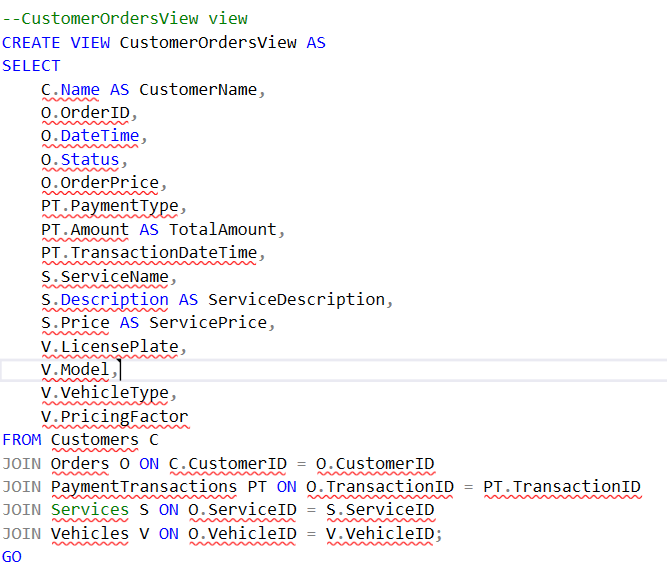 --CustomerOrdersView view
CREATE VIEW CustomerOrdersView AS
SELECT
C.Name AS CustomerName,
O.OrderID,
O.DateTime,
O.Status,
O.OrderPrice,
PT.PaymentType,
PT.Amount AS TotalAmount,
PT.TransactionDateTime,
S.ServiceName,
S.Description AS ServiceDescription,
S.Price AS ServicePrice,
V.LicensePlate,
V.Model,
V.VehicleType,
V.PricingFactor
FROM Customers C
JOIN Orders O ON C.CustomerID = O.CustomerID
JOIN PaymentTransactions PT ON O.TransactionID = PT.TransactionID
JOIN Services S ON O.ServiceID = S.ServiceID
JOIN Vehicles V ON O.VehicleID = V.VehicleID;
GO